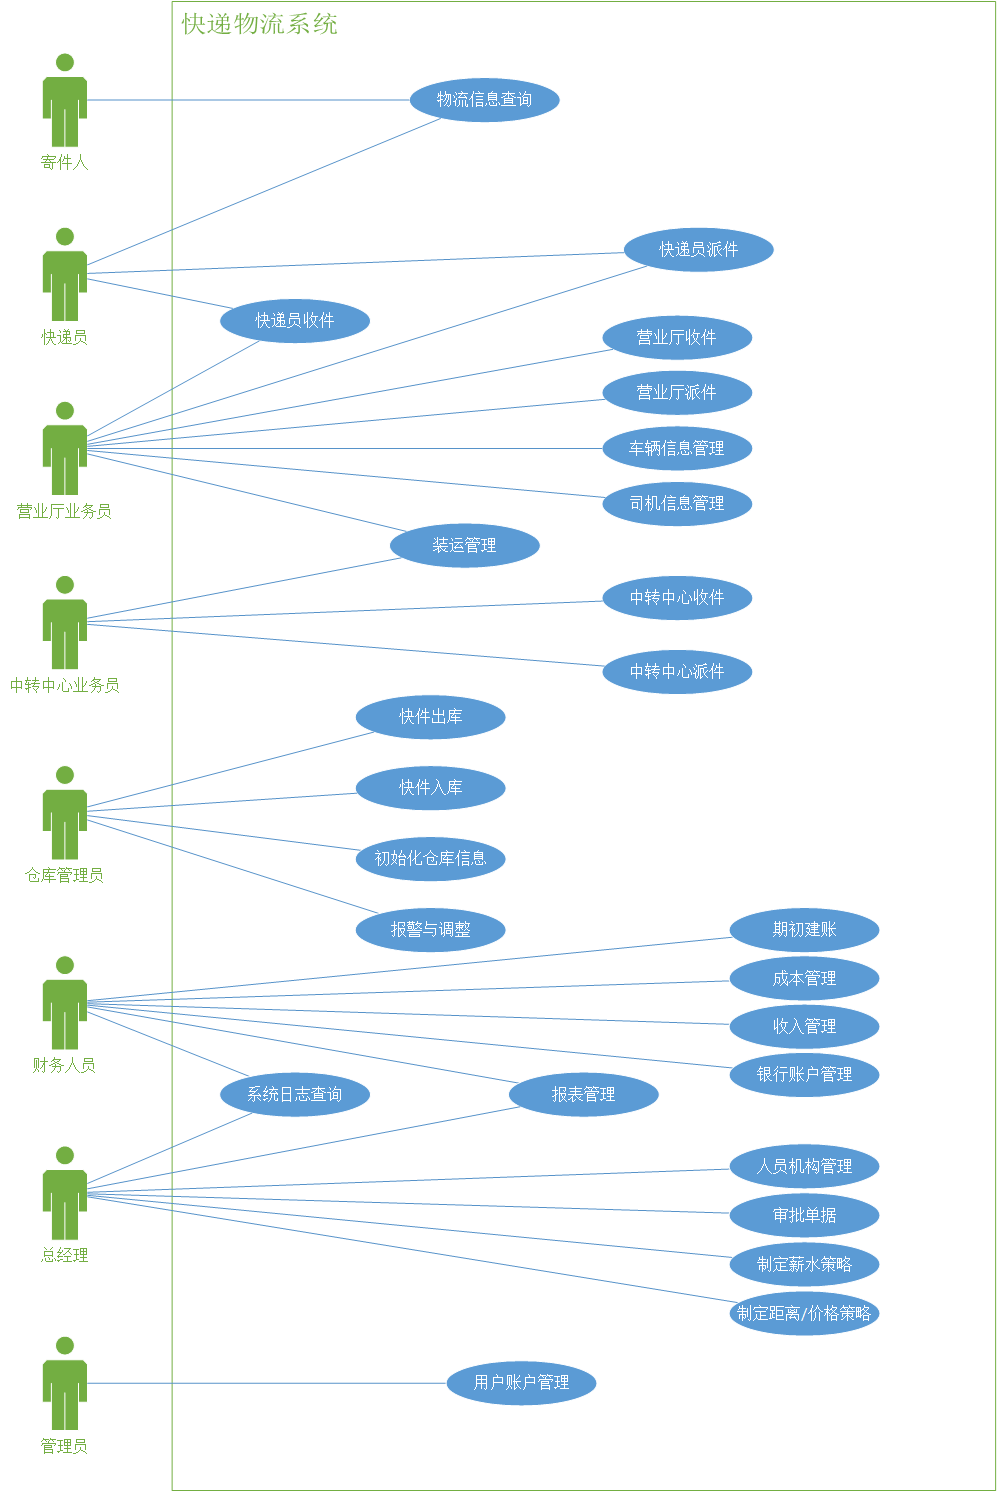 快递物流系统
物流信息查询
寄件人
快递员派件
快递员收件
快递员
营业厅收件
营业厅派件
车辆信息管理
司机信息管理
营业厅业务员
装运管理
中转中心收件
中转中心派件
中转中心业务员
快件出库
快件入库
初始化仓库信息
仓库管理员
报警与调整
期初建账
成本管理
收入管理
财务人员
银行账户管理
系统日志查询
报表管理
人员机构管理
审批单据
总经理
制定薪水策略
制定距离/价格策略
用户账户管理
管理员